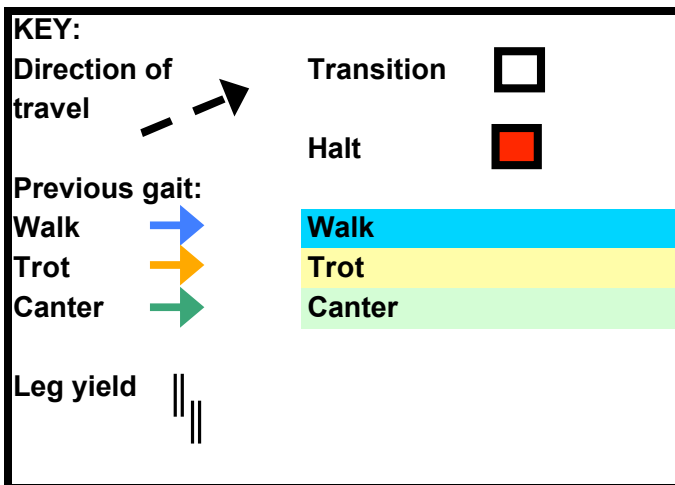 KEY:
Direction of travel
Transition
Halt
Previous gait:
Walk
Walk
Trot
Trot
Canter
Canter
Leg yield